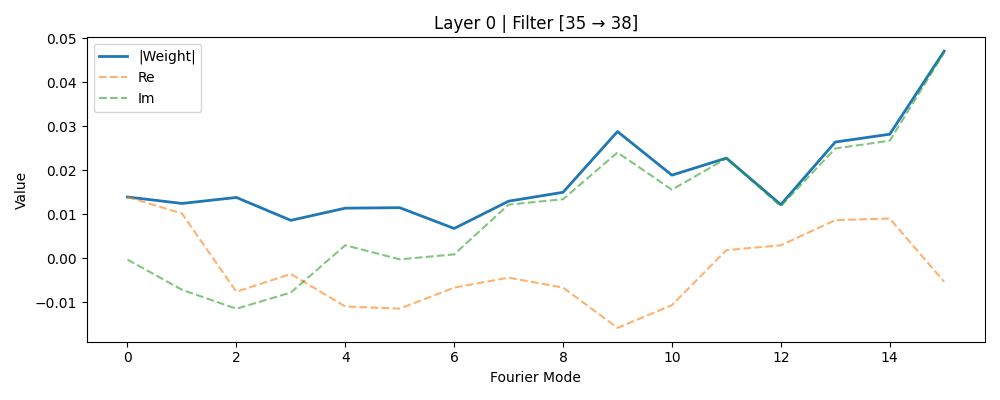 Layer 0 | Filter [35 → 38]
0.05
0.04
0.03
0.02
0.01
0.00
−0.01
Value
|Weight|
Re
Im
0 2 4 6 8 10 12 14
Fourier Mode